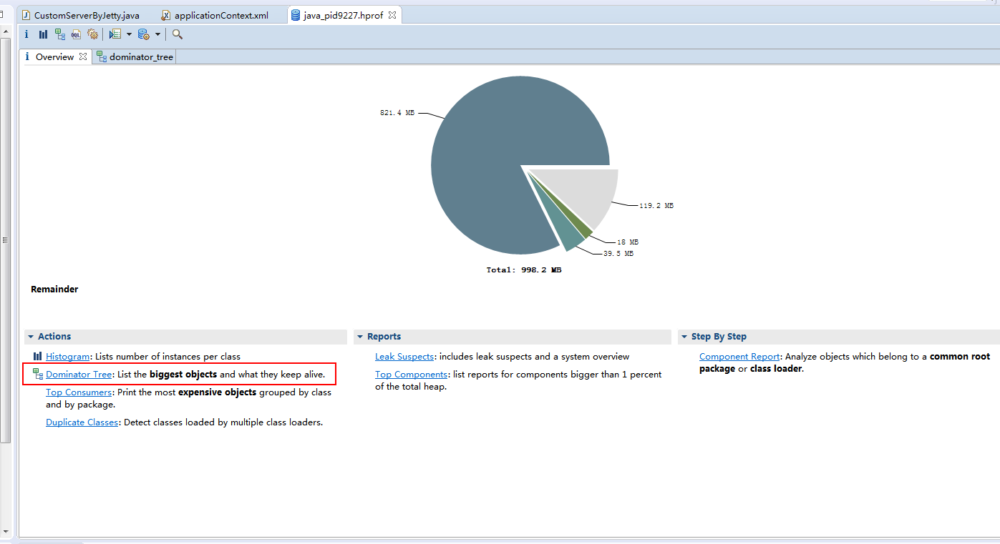 CustomServerByJetty.java
applicationContext.xml
java_pid9227.hprof
i
OQL
i Overview
dominator_tree
821.4 MB
119.2 MB
18 MB
39.5 MB
Total: 998.2 MB
Remainder
Actions
Histogram: Lists number of instances per class
Dominator Tree: List the biggest objects and what they keep alive.
Top Consumers: Print the most expensive objects grouped by class
and by package.
Duplicate Classes: Detect classes loaded by multiple class loaders.
Reports
Leak Suspects: includes leak suspects and a system overview
Top Components: list reports for components bigger than 1 percent
of the total heap.
Step By Step
Component Report: Analyze objects which belong to a common root
package or class loader.